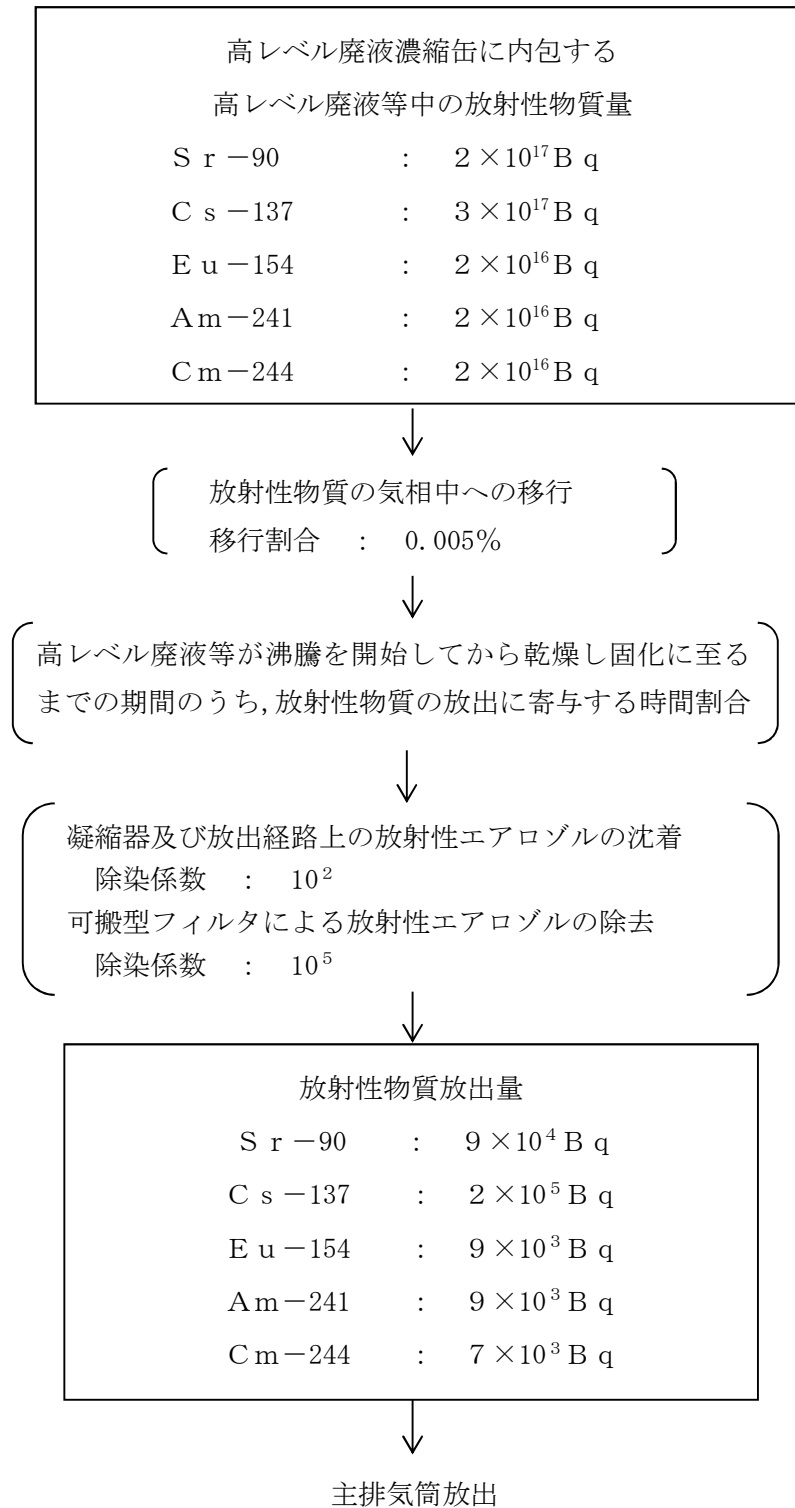 高レベル廃液濃縮缶に内包する
高レベル廃液等中の放射性物質量
Ｓｒ－90 : ２×10¹⁷Ｂｑ
Ｃｓ－137 : ３×10¹⁷Ｂｑ
Ｅｕ－154 : ２×10¹⁶Ｂｑ
Ａｍ－241 : ２×10¹⁶Ｂｑ
Ｃｍ－244 : ２×10¹⁶Ｂｑ
放射性物質の気相中への移行
移行割合 : 0.005％
高レベル廃液等が沸騰を開始してから乾燥し固化に至る
までの期間のうち,放射性物質の放出に寄与する時間割合
凝縮器及び放出経路上の放射性エアロゾルの沈着
除染係数 : 10²
可搬型フィルタによる放射性エアロゾルの除去
除染係数 : 10⁵
放射性物質放出量
Ｓｒ－90 : ９×10⁴Ｂｑ
Ｃｓ－137 : ２×10⁵Ｂｑ
Ｅｕ－154 : ９×10³Ｂｑ
Ａｍ－241 : ９×10³Ｂｑ
Ｃｍ－244 : ７×10³Ｂｑ
主排気筒放出